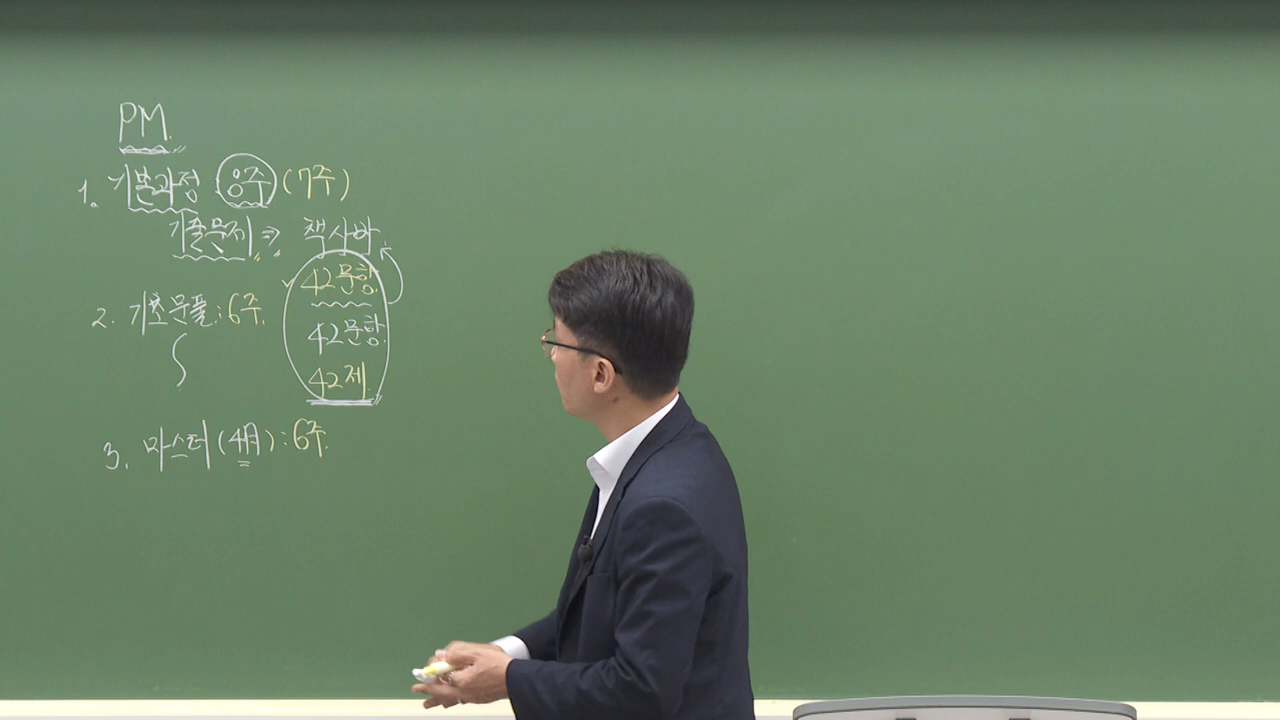 PM.
1. 기본과정 8주 (7주)
기출문제 ⇒ 책사바
✓ 42문항
2. 기초문풀 : 6주.
42문항
42제
3. 마스터 (4月) : 6주.